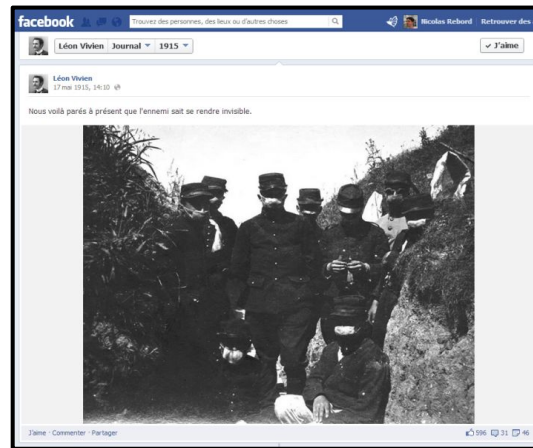 facebook Trouvez des personnes, des lieux ou d'autres choses Nicolas Rebord Retrouver des
Léon Vivien Journal 1915 J'aime
Léon Vivien
17 mai 1915, 14:10
Nous voilà parés à présent que l'ennemi sait se rendre invisible.
J'aime · Commenter · Partager 596 31 46